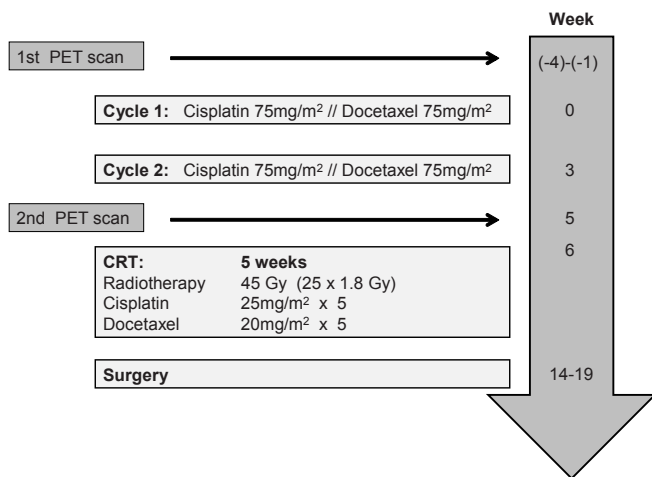 Week
1st PET scan (-4)-(-1)
Cycle 1: Cisplatin 75mg/m² // Docetaxel 75mg/m² 0
Cycle 2: Cisplatin 75mg/m² // Docetaxel 75mg/m² 3
2nd PET scan 5
6
CRT: 5 weeks
Radiotherapy 45 Gy (25 x 1.8 Gy)
Cisplatin 25mg/m² x 5
Docetaxel 20mg/m² x 5
Surgery 14-19